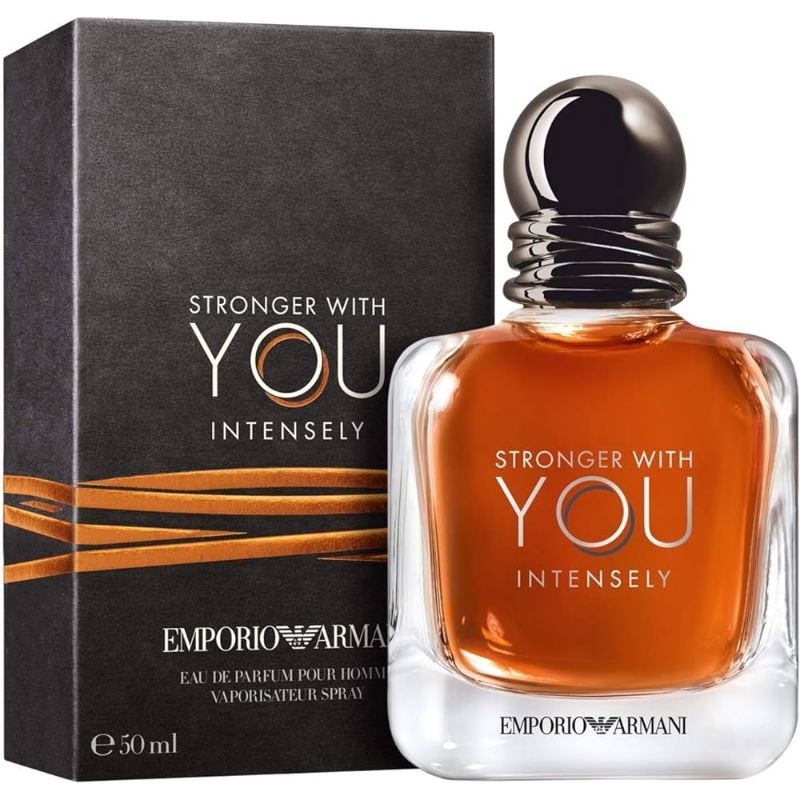 STRONGER WITH
YOU
INTENSELY
EMPORIO ARMANI
EAU DE PARFUM POUR HOMM
VAPORISATEUR SPRAY
e 50 ml
STRONGER WITH
YOU
INTENSELY
EMPORIO ARMANI